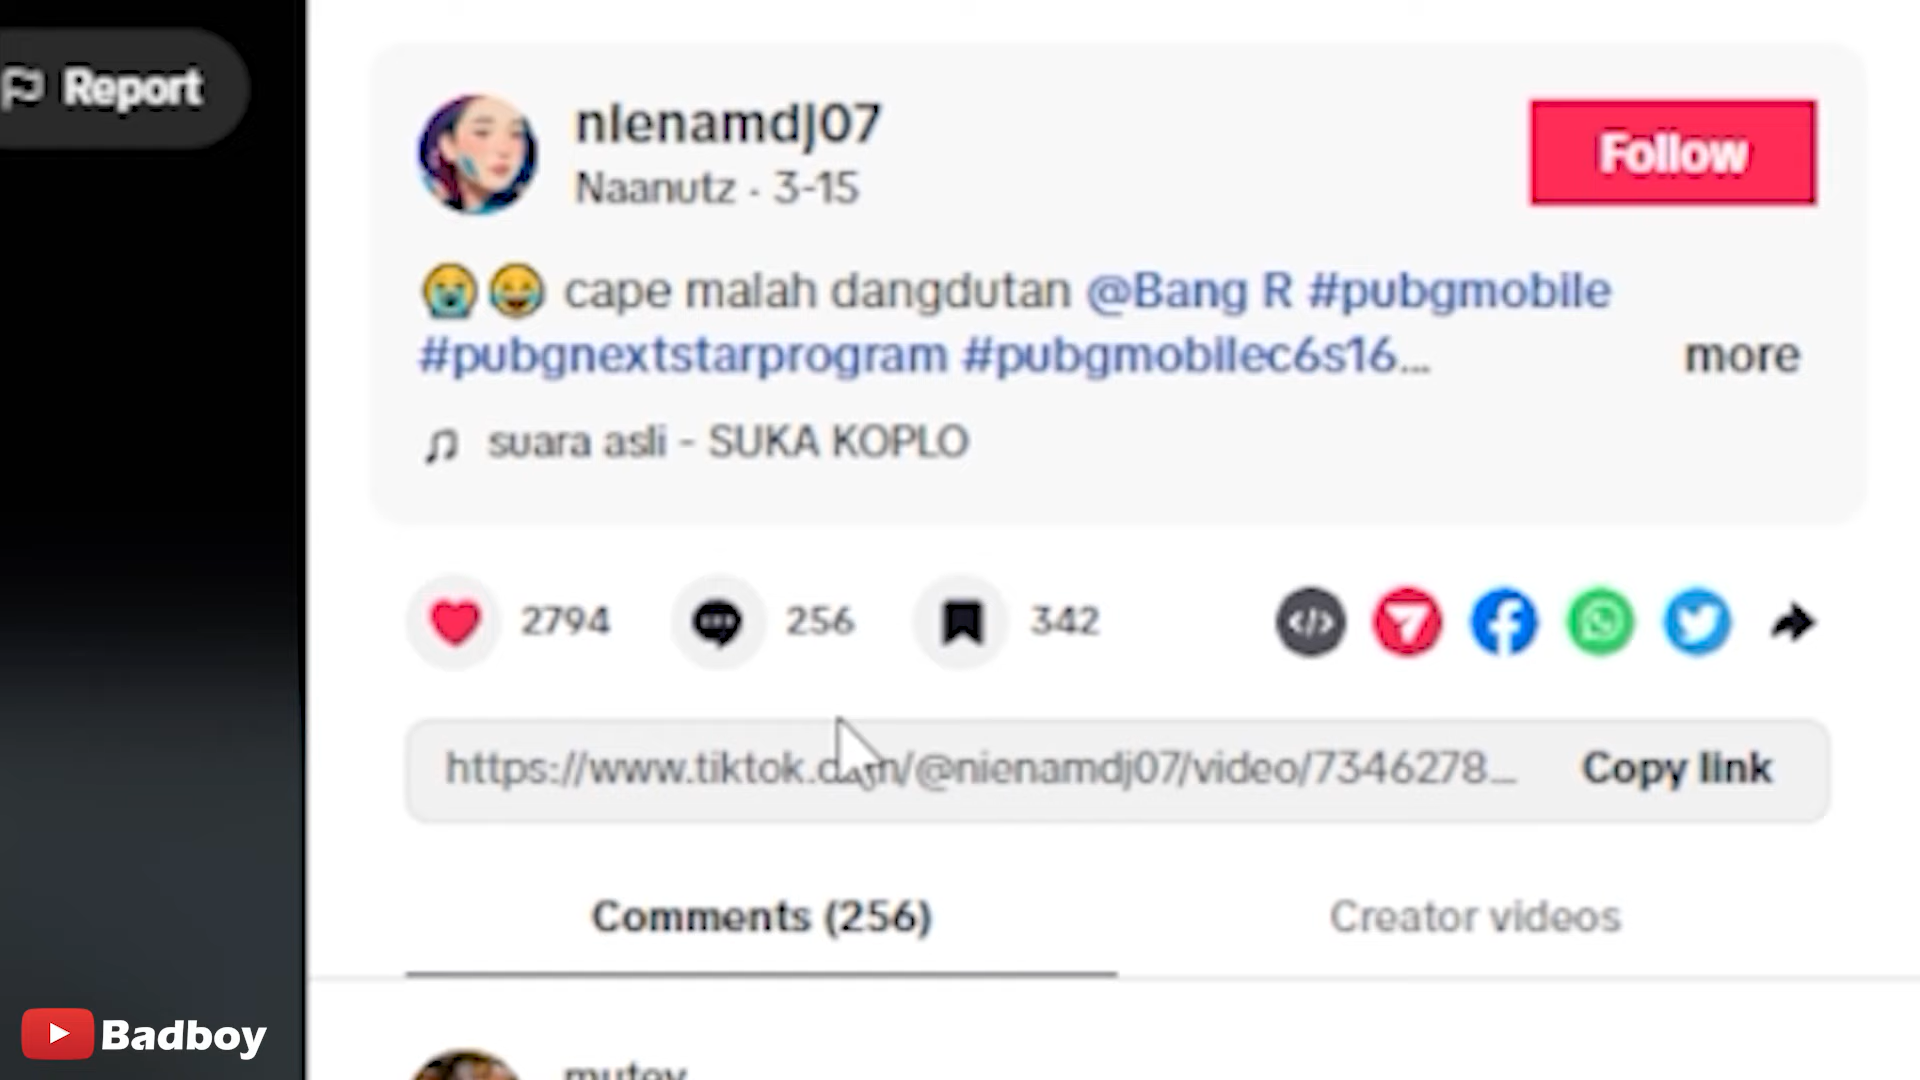 Report
nienamdj07
Naanutz · 3-15
Follow
😭😂 cape malah dangdutan @Bang R #pubgmobile
#pubgnextstarprogram #pubgmobilec6s16...
more
suara asli - SUKA KOPLO
2794
256
342
https://www.tiktok.com/@nienamdj07/video/7346278...
Copy link
Comments (256)
Creator videos
Badboy